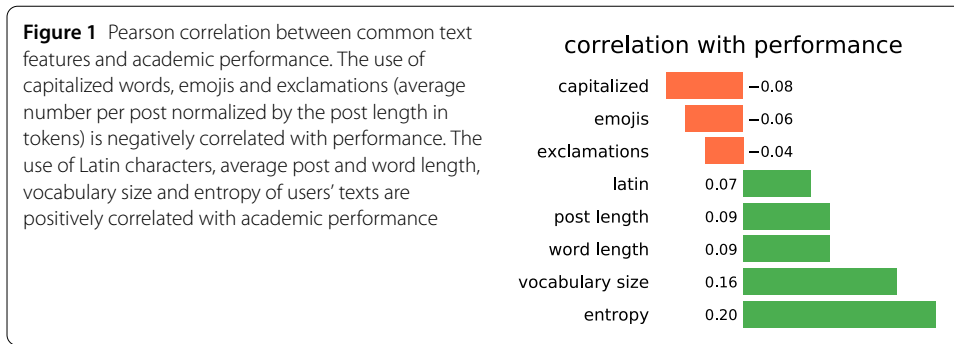 Figure 1 Pearson correlation between common text
features and academic performance. The use of
capitalized words, emojis and exclamations (average
number per post normalized by the post length in
tokens) is negatively correlated with performance. The
use of Latin characters, average post and word length,
vocabulary size and entropy of users’ texts are
positively correlated with academic performance
correlation with performance
capitalized −0.08
emojis −0.06
exclamations −0.04
latin 0.07
post length 0.09
word length 0.09
vocabulary size 0.16
entropy 0.20